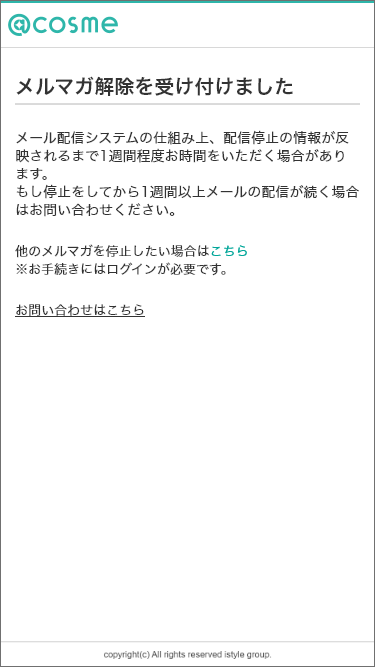 @cosme
メルマガ解除を受け付けました
メール配信システムの仕組み上、配信停止の情報が反
映されるまで1週間程度お時間をいただく場合があり
ます。
もし停止をしてから1週間以上メールの配信が続く場合
はお問い合わせください。
他のメルマガを停止したい場合はこちら
※お手続きにはログインが必要です。
お問い合わせはこちら
copyright(c) All rights reserved istyle group.